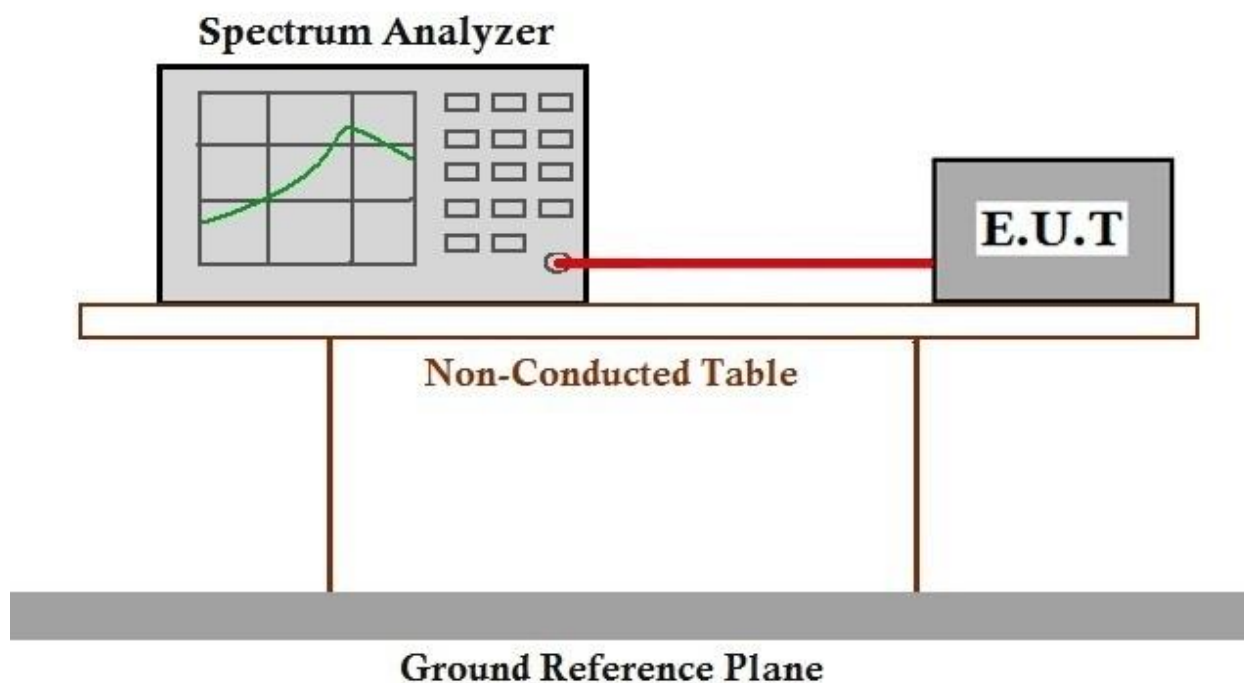 Spectrum Analyzer
E.U.T
Non-Conducted Table
Ground Reference Plane